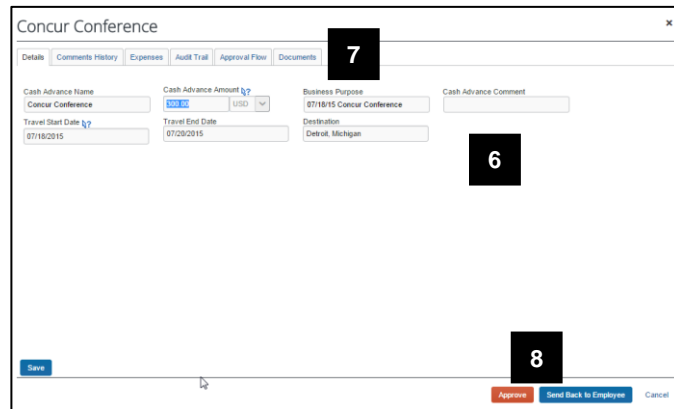 Concur Conference ×
Details Comments History Expenses Audit Trail Approval Flow Documents 7
Cash Advance Name Cash Advance Amount ? Business Purpose Cash Advance Comment
Concur Conference 300.00 USD 07/18/15 Concur Conference
Travel Start Date ? Travel End Date Destination
07/18/2015 07/20/2015 Detroit, Michigan
6
Save 8
Approve Send Back to Employee Cancel